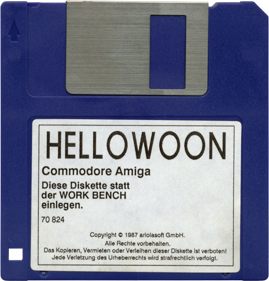 HELLOWOON
Commodore Amiga
Diese Diskette statt
der WORK BENCH
einlegen.
70 824
Copyright © 1987 ariolasoft GmbH.
Alle Rechte vorbehalten.
Das Kopieren, Vermieten oder Verleihen dieser Diskette ist verboten!
Jede Verletzung des Urheberrechts wird strafrechtlich verfolgt.